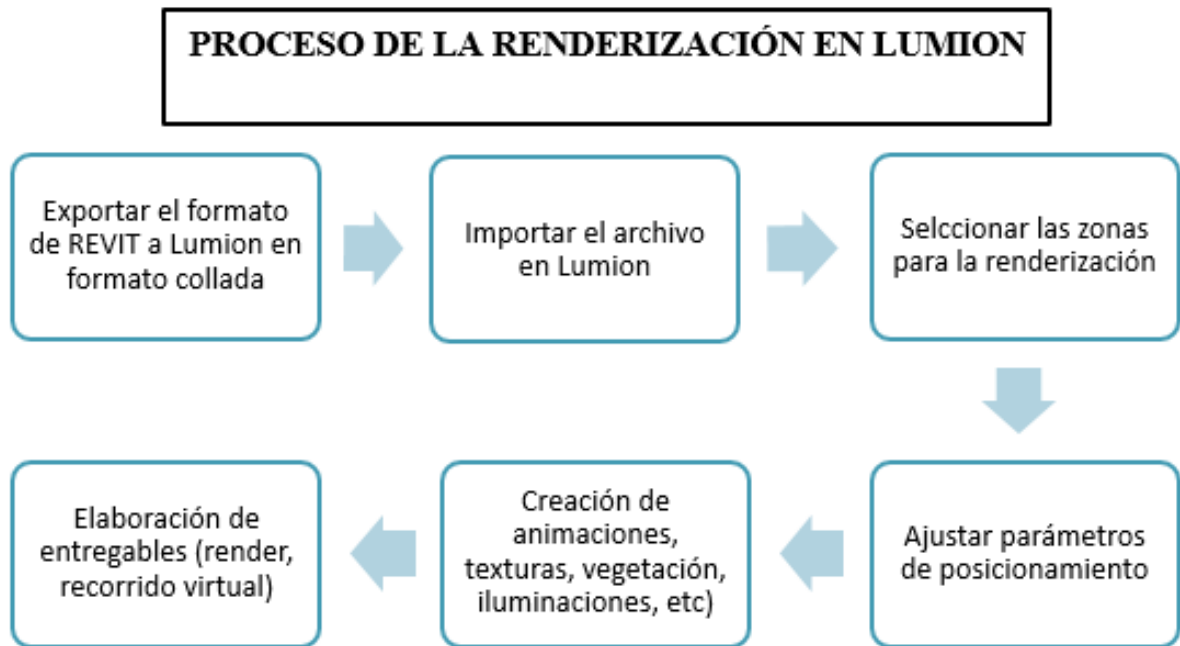 PROCESO DE LA RENDERIZACIÓN EN LUMION
Exportar el formato
de REVIT a Lumion en
formato collada
Importar el archivo
en Lumion
Selccionar las zonas
para la renderización
Ajustar parámetros
de posicionamiento
Creación de
animaciones,
texturas, vegetación,
iluminaciones, etc)
Elaboración de
entregables (render,
recorrido virtual)